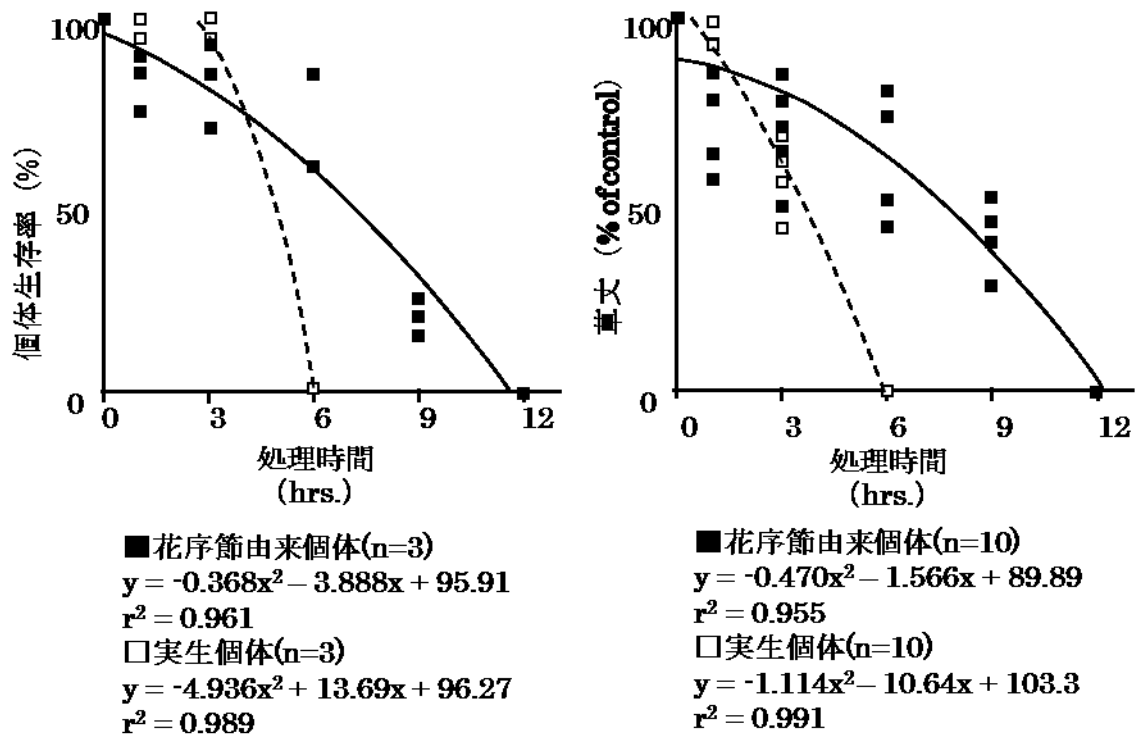 個体生存率 (%)
100
50
0
0 3 6 9 12
処理時間
(hrs.)
■花序節由来個体(n=3)
y = -0.368x² – 3.888x + 95.91
r² = 0.961
□実生個体(n=3)
y = -4.936x² + 13.69x + 96.27
r² = 0.989
草丈 (% of control)
100
50
0
0 3 6 9 12
処理時間
(hrs.)
■花序節由来個体(n=10)
y = -0.470x² – 1.566x + 89.89
r² = 0.955
□実生個体(n=10)
y = -1.114x² – 10.64x + 103.3
r² = 0.991